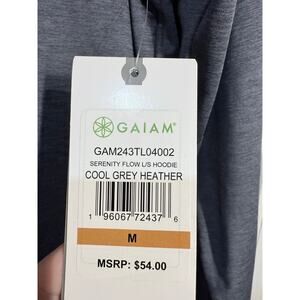 GAIAM®
GAM243TL04002
SERENITY FLOW L/S HOODIE
COOL GREY HEATHER
1 96067 72437 6
M
MSRP: $54.00